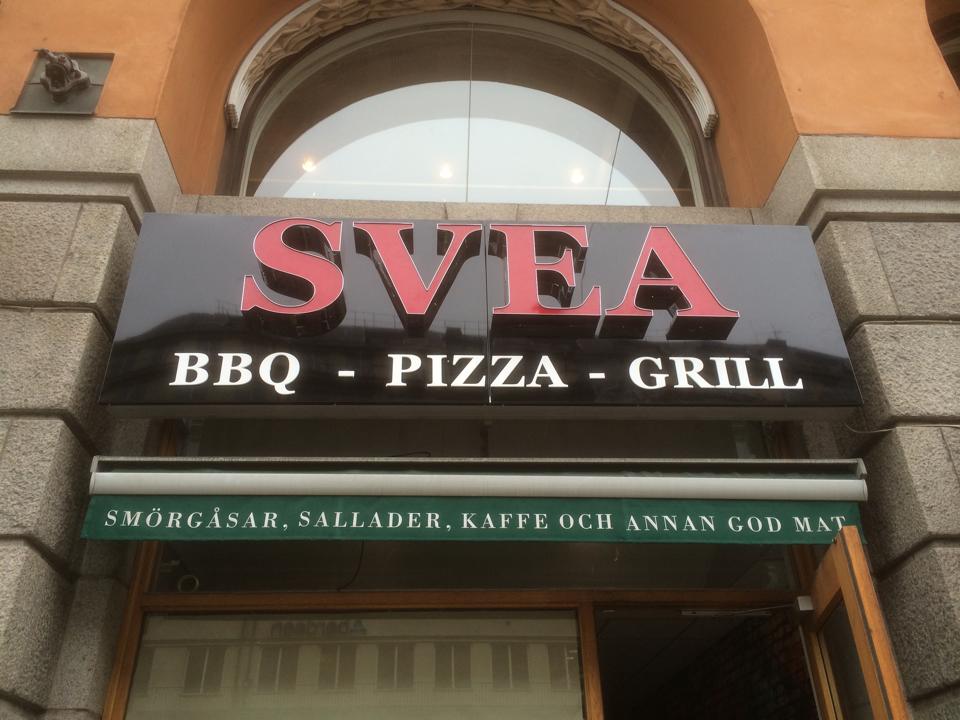 SVEA
BBQ - PIZZA - GRILL
SMÖRGÅSAR, SALLADER, KAFFE OCH ANNAN GOD MAT